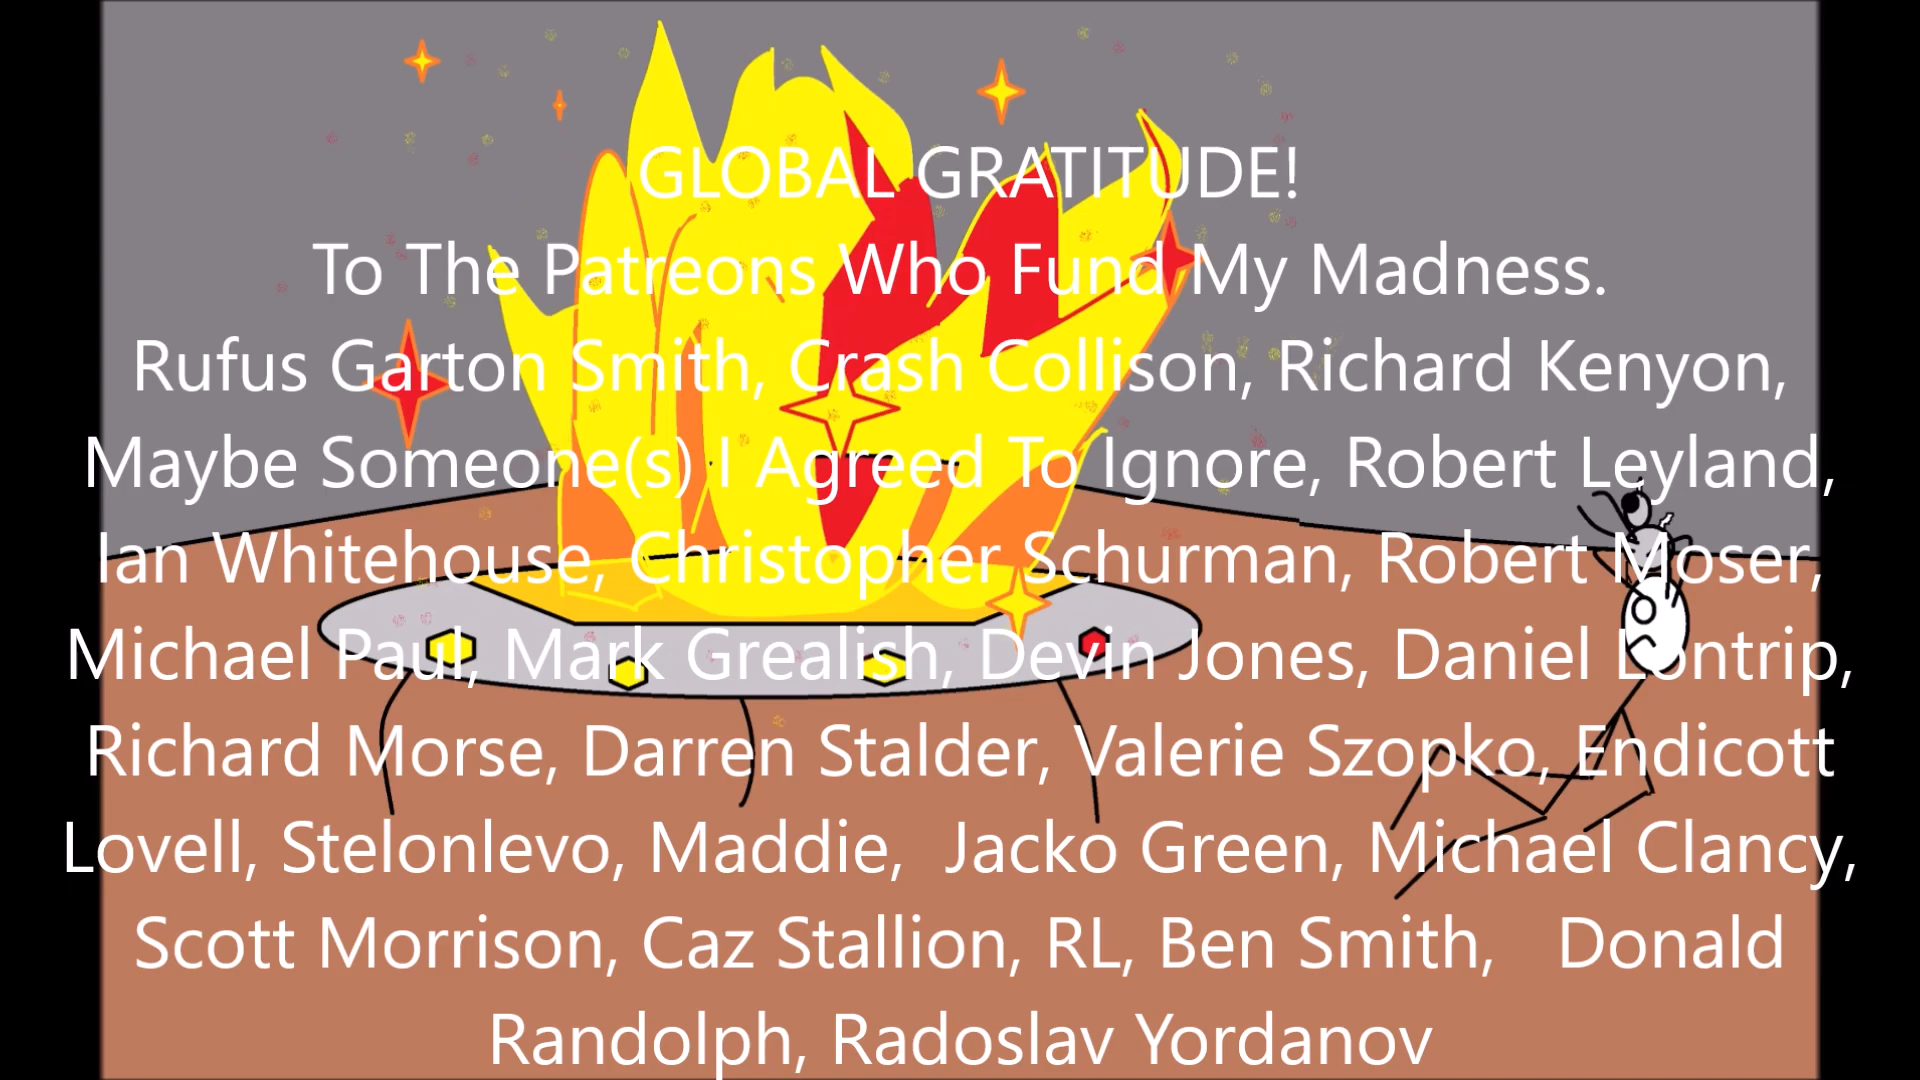 GLOBAL GRATITUDE!
To The Patreons Who Fund My Madness.
Rufus Garton Smith, Crash Collison, Richard Kenyon,
Maybe Someone(s) I Agreed To Ignore, Robert Leyland,
Ian Whitehouse, Christopher Schurman, Robert Moser,
Michael Paul, Mark Grealish, Devin Jones, Daniel Lontrip,
Richard Morse, Darren Stalder, Valerie Szopko, Endicott
Lovell, Stelonlevo, Maddie,  Jacko Green, Michael Clancy,
Scott Morrison, Caz Stallion, RL, Ben Smith,   Donald
Randolph, Radoslav Yordanov